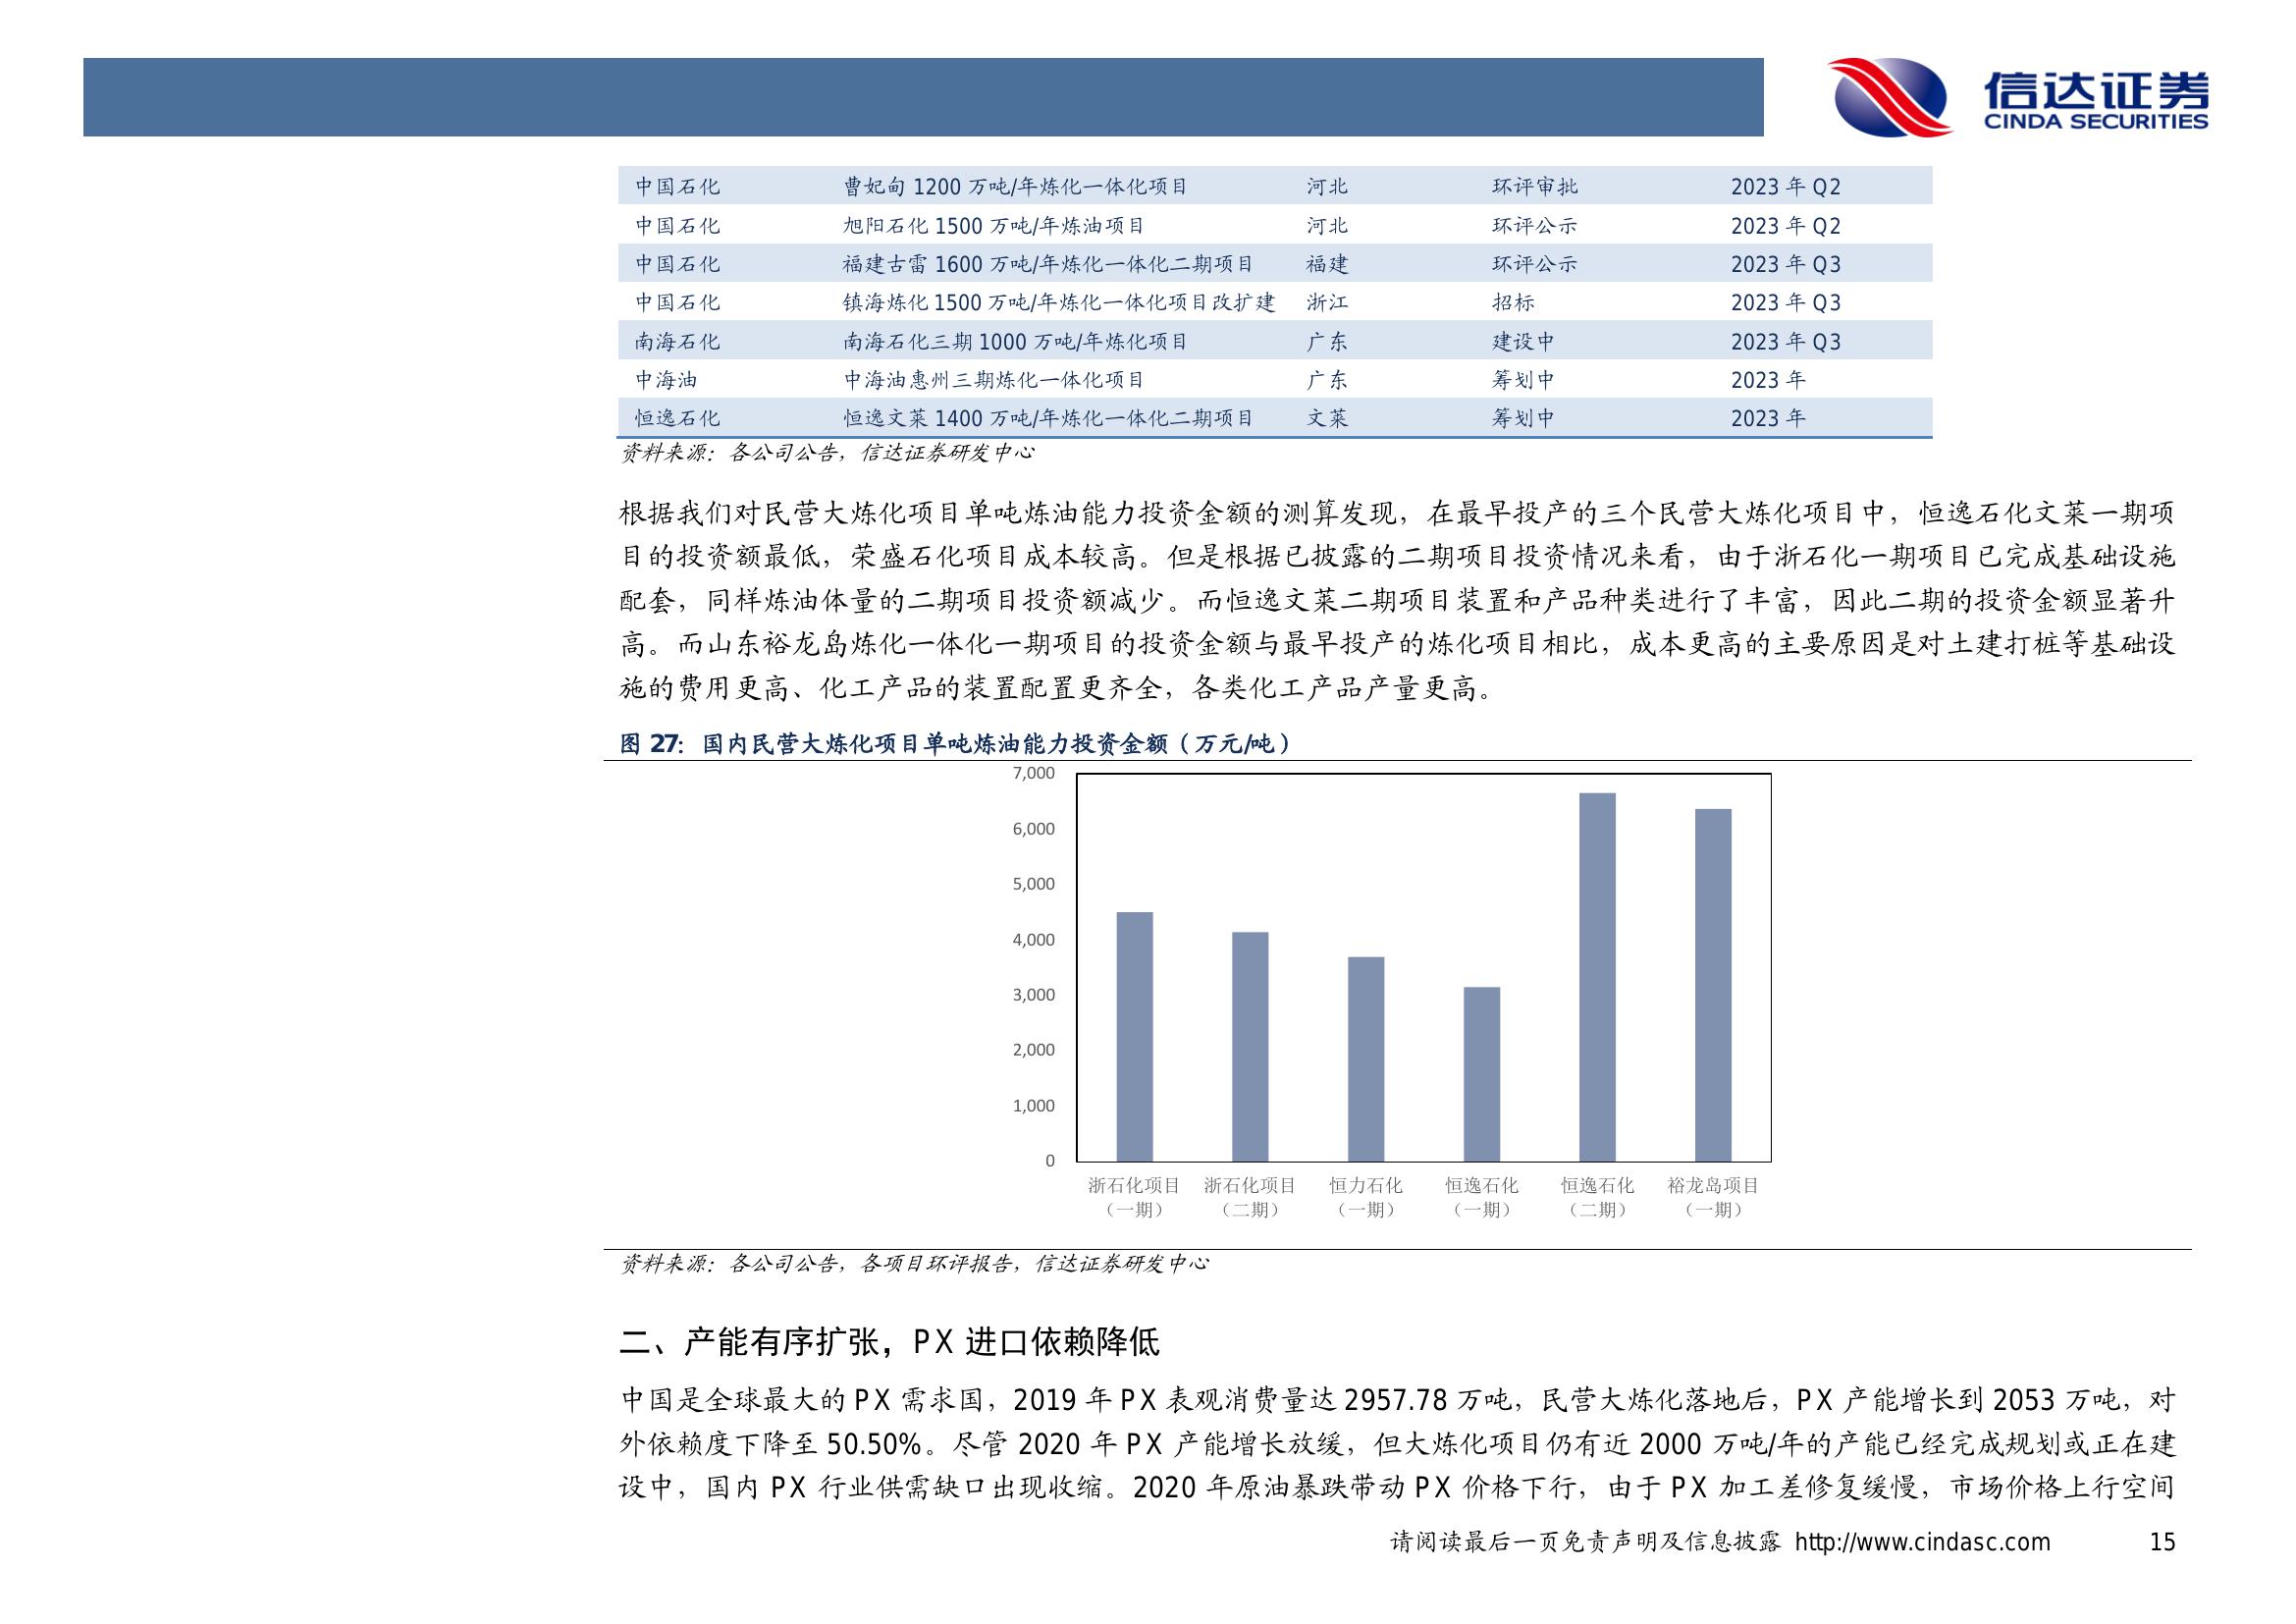 信达证券
CINDA SECURITIES
中国石化 曹妃甸 1200 万吨/年炼化一体化项目 河北 环评审批 2023 年 Q2
中国石化 旭阳石化 1500 万吨/年炼油项目 河北 环评公示 2023 年 Q2
中国石化 福建古雷 1600 万吨/年炼化一体化二期项目 福建 环评公示 2023 年 Q3
中国石化 镇海炼化 1500 万吨/年炼化一体化项目改扩建 浙江 招标 2023 年 Q3
南海石化 南海石化三期 1000 万吨/年炼化项目 广东 建设中 2023 年 Q3
中海油 中海油惠州三期炼化一体化项目 广东 筹划中 2023 年
恒逸石化 恒逸文莱 1400 万吨/年炼化一体化二期项目 文莱 筹划中 2023 年
资料来源：各公司公告，信达证券研发中心
根据我们对民营大炼化项目单吨炼油能力投资金额的测算发现，在最早投产的三个民营大炼化项目中，恒逸石化文莱一期项
目的投资额最低，荣盛石化项目成本较高。但是根据已披露的二期项目投资情况来看，由于浙石化一期项目已完成基础设施
配套，同样炼油体量的二期项目投资额减少。而恒逸文莱二期项目装置和产品种类进行了丰富，因此二期的投资金额显著升
高。而山东裕龙岛炼化一体化一期项目的投资金额与最早投产的炼化项目相比，成本更高的主要原因是对土建打桩等基础设
施的费用更高、化工产品的装置配置更齐全，各类化工产品产量更高。
图 27：国内民营大炼化项目单吨炼油能力投资金额（万元/吨）
7,000
6,000
5,000
4,000
3,000
2,000
1,000
0
浙石化项目 浙石化项目 恒力石化 恒逸石化 恒逸石化 裕龙岛项目
（一期） （二期） （一期） （一期） （二期） （一期）
资料来源：各公司公告，各项目环评报告，信达证券研发中心
二、产能有序扩张，PX 进口依赖降低
中国是全球最大的 PX 需求国，2019 年 PX 表观消费量达 2957.78 万吨，民营大炼化落地后，PX 产能增长到 2053 万吨，对
外依赖度下降至 50.50%。尽管 2020 年 PX 产能增长放缓，但大炼化项目仍有近 2000 万吨/年的产能已经完成规划或正在建
设中，国内 PX 行业供需缺口出现收缩。2020 年原油暴跌带动 PX 价格下行，由于 PX 加工差修复缓慢，市场价格上行空间
请阅读最后一页免责声明及信息披露 http://www.cindasc.com 15